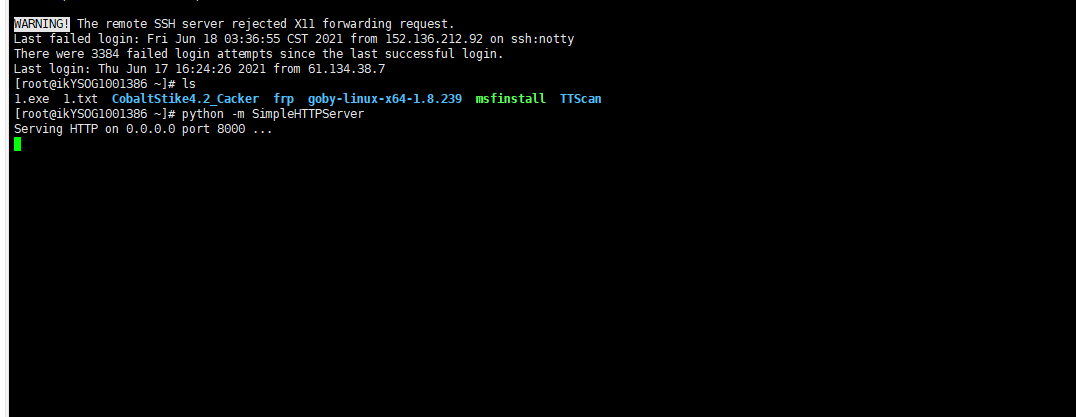 WARNING! The remote SSH server rejected X11 forwarding request.
Last failed login: Fri Jun 18 03:36:55 CST 2021 from 152.136.212.92 on ssh:notty
There were 3384 failed login attempts since the last successful login.
Last login: Thu Jun 17 16:24:26 2021 from 61.134.38.7
[root@ikYSOG1001386 ~]# ls
1.exe 1.txt CobaltStike4.2_Cacker frp goby-linux-x64-1.8.239 msfinstall TTScan
[root@ikYSOG1001386 ~]# python -m SimpleHTTPServer
Serving HTTP on 0.0.0.0 port 8000 ...